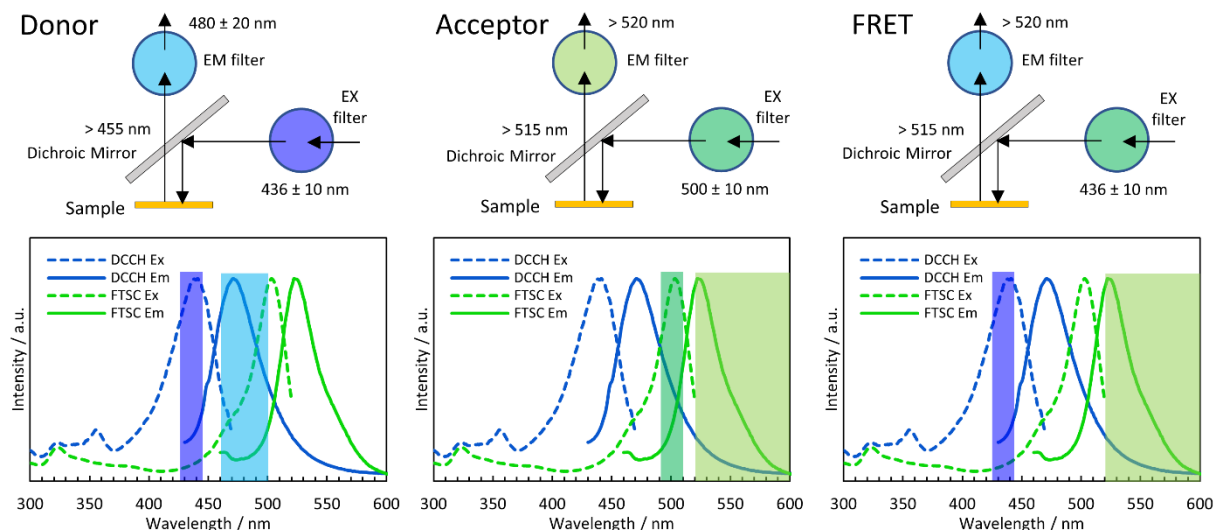 Donor
480 ± 20 nm
EM filter
> 455 nm
Dichroic Mirror
EX
filter
436 ± 10 nm
Sample
DCCH Ex
DCCH Em
FTSC Ex
FTSC Em
Intensity / a.u.
300 350 400 450 500 550 600
Wavelength / nm
Acceptor
> 520 nm
EM filter
> 515 nm
Dichroic Mirror
EX
filter
500 ± 10 nm
Sample
DCCH Ex
DCCH Em
FTSC Ex
FTSC Em
Intensity / a.u.
300 350 400 450 500 550 600
Wavelength / nm
FRET
> 520 nm
EM filter
> 515 nm
Dichroic Mirror
EX
filter
436 ± 10 nm
Sample
DCCH Ex
DCCH Em
FTSC Ex
FTSC Em
Intensity / a.u.
300 350 400 450 500 550 600
Wavelength / nm